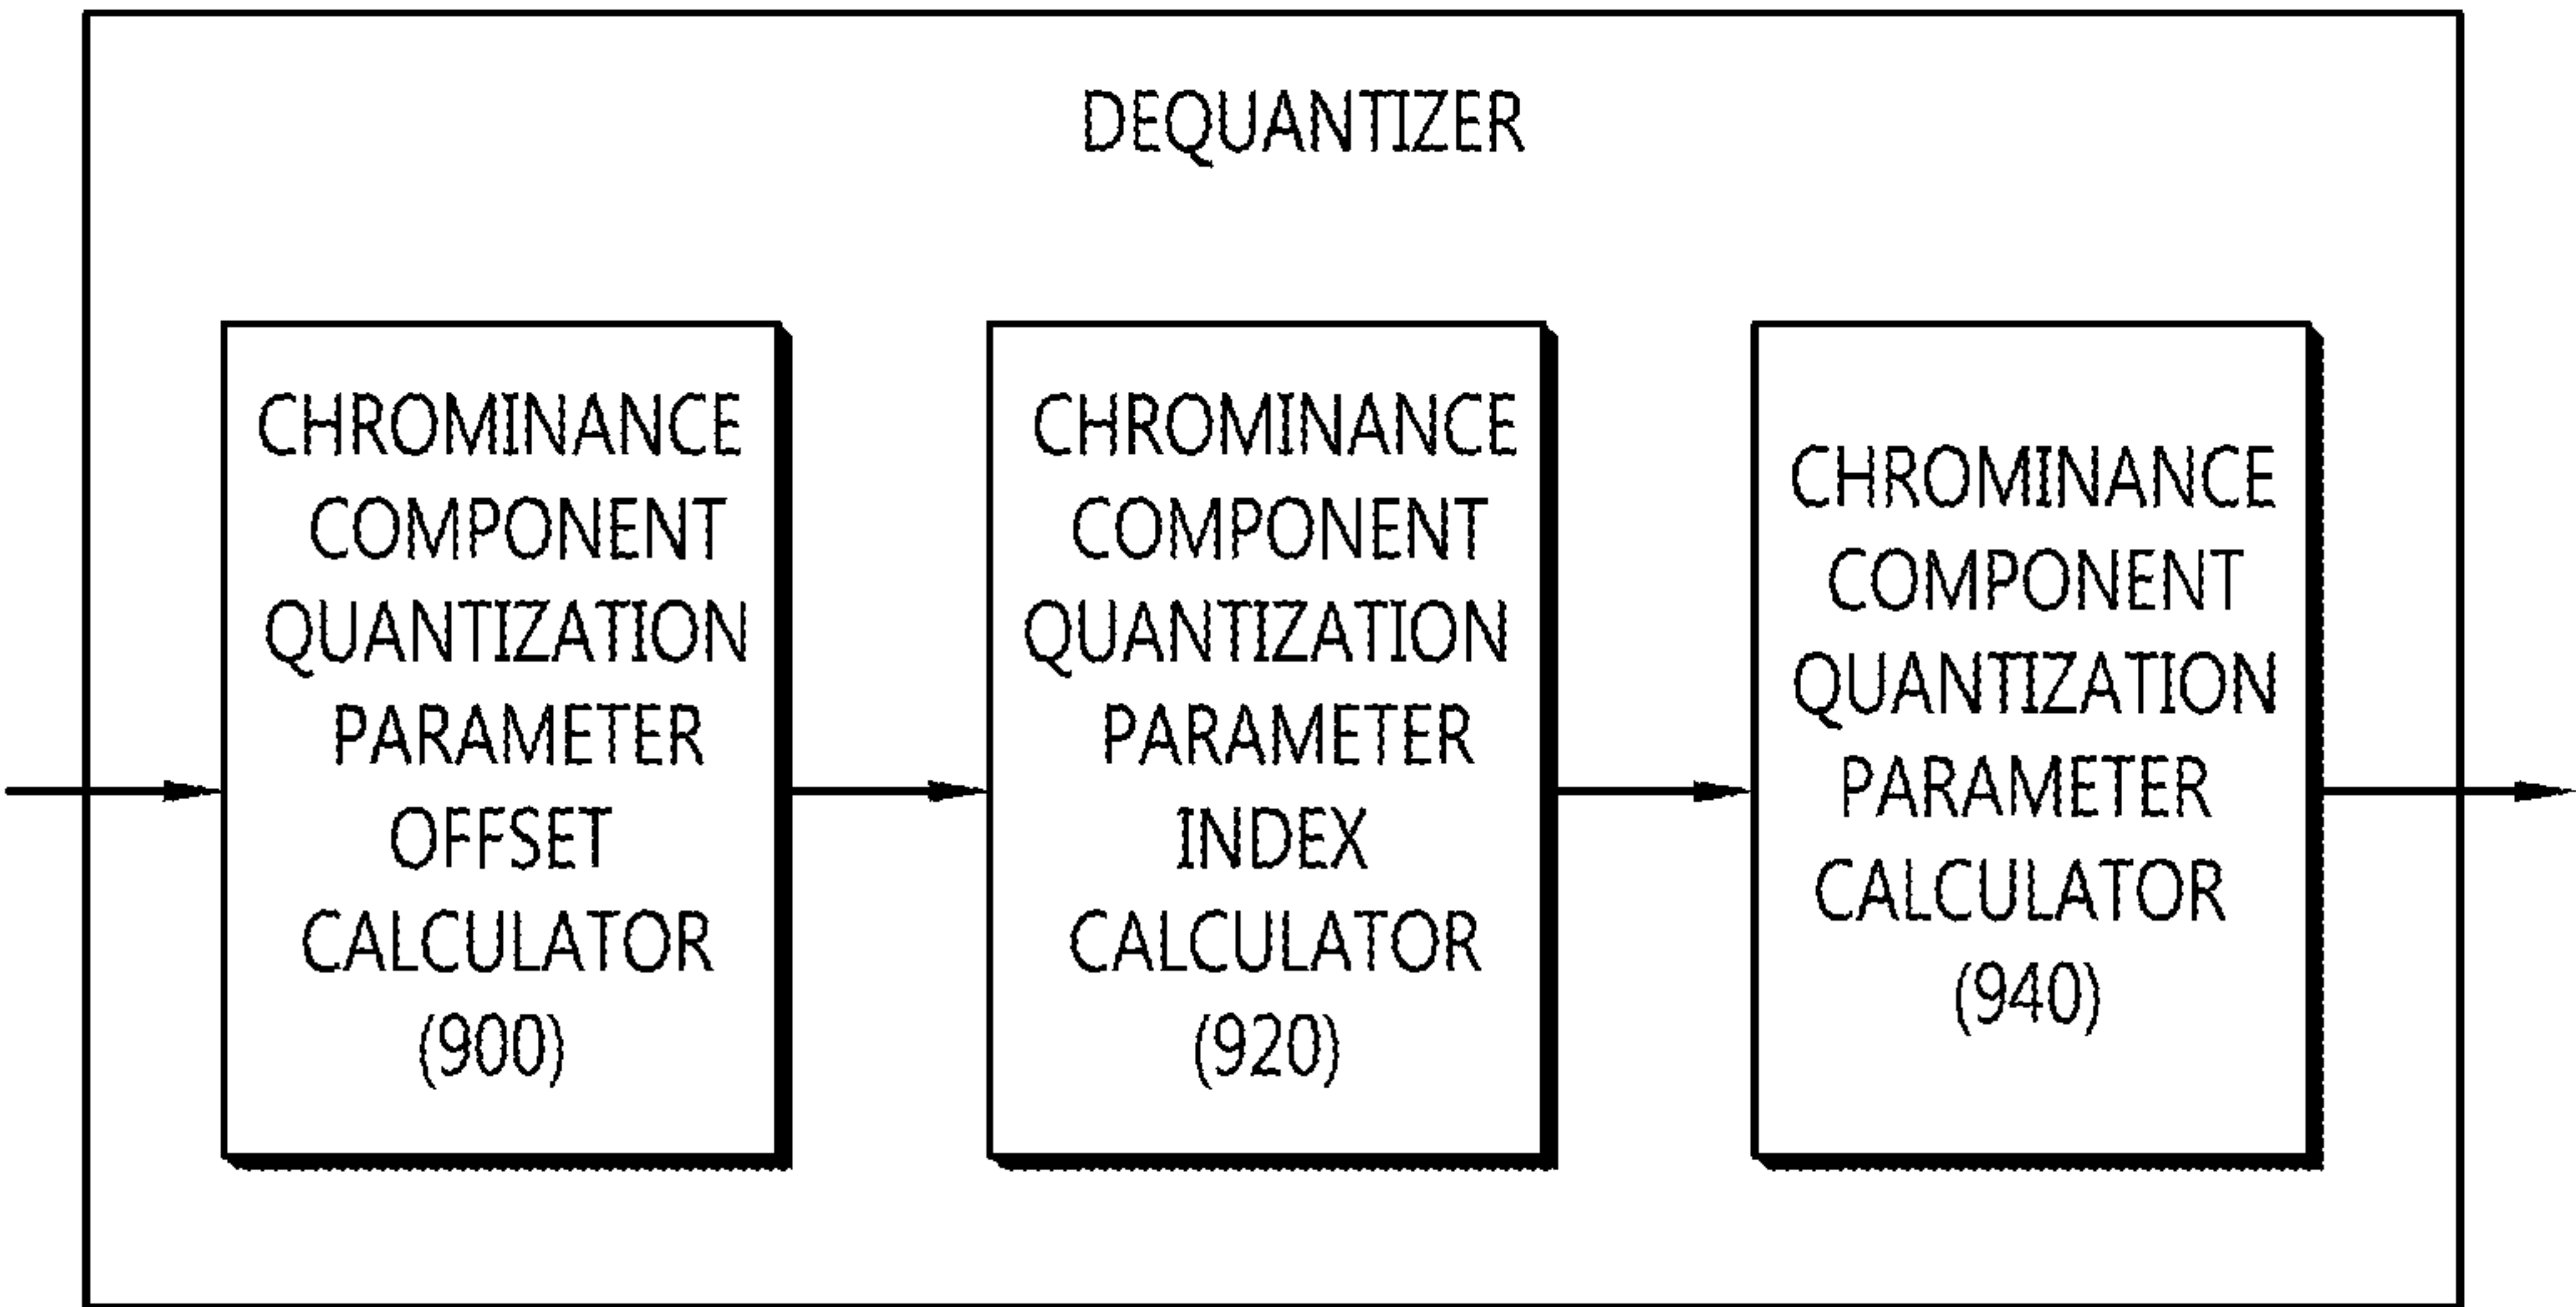 DEQUANTIZER
CHROMINANCE
COMPONENT
QUANTIZATION
PARAMETER
OFFSET
CALCULATOR
(900)
CHROMINANCE
COMPONENT
QUANTIZATION
PARAMETER
INDEX
CALCULATOR
(920)
CHROMINANCE
COMPONENT
QUANTIZATION
PARAMETER
CALCULATOR
(940)